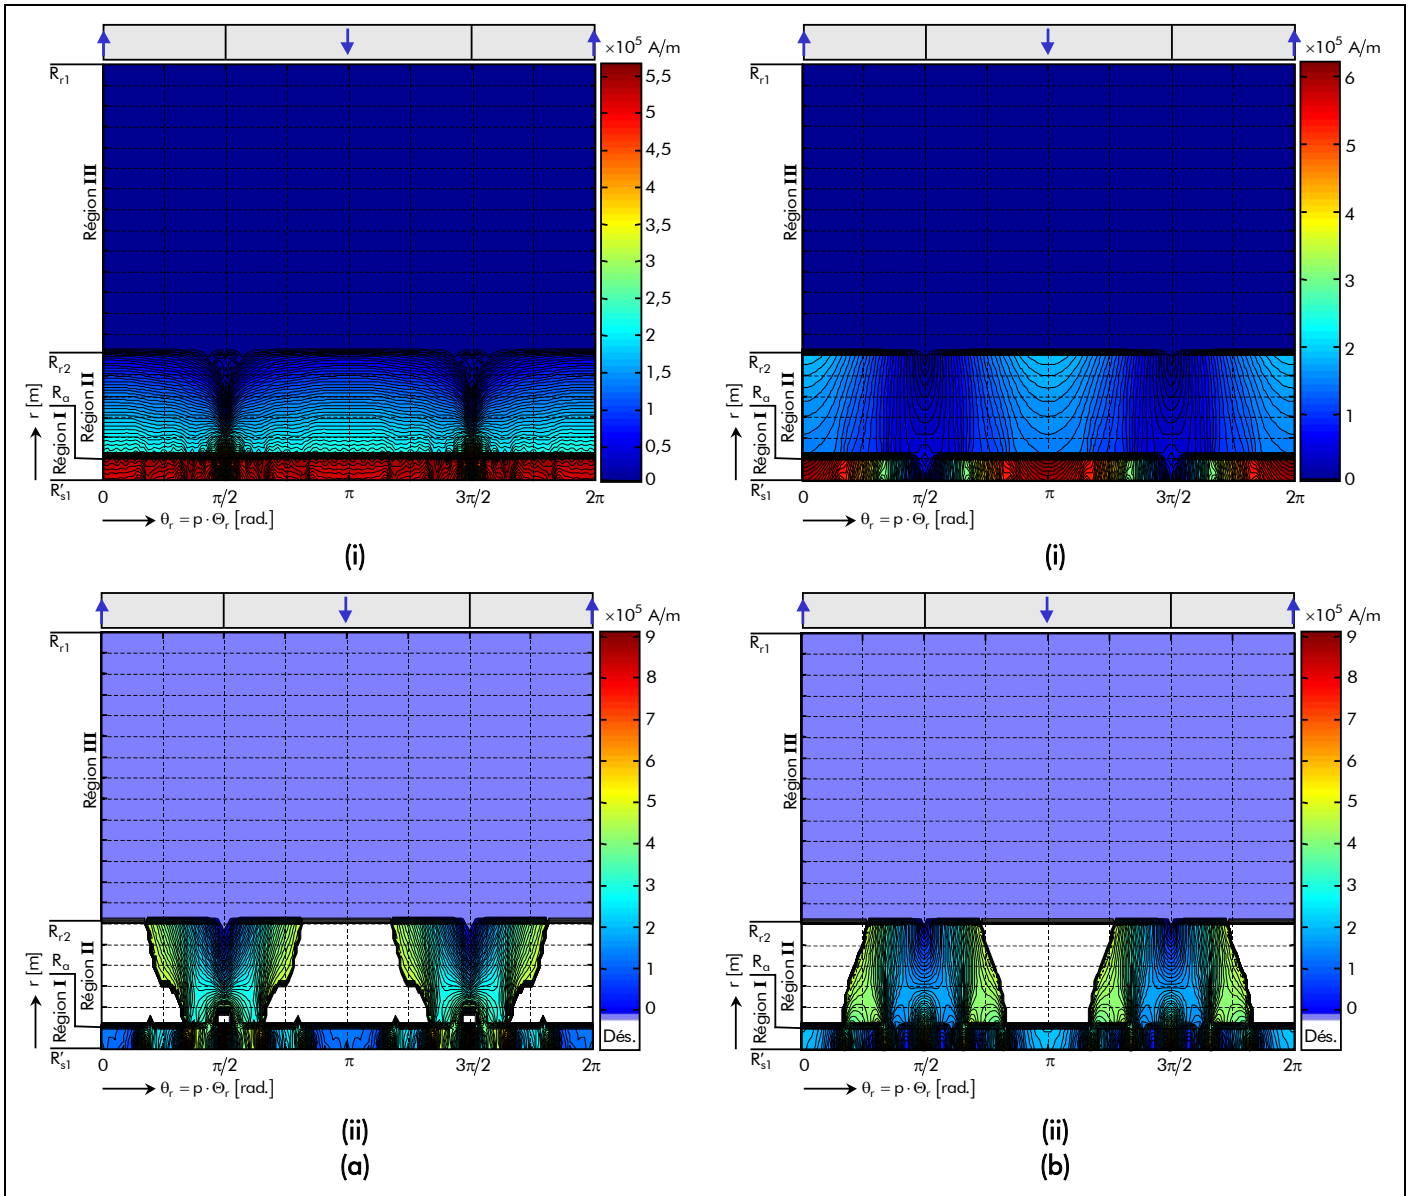 ×10⁵ A/m
R_r1
5,5
5
4,5
4
3,5
3
2,5
2
1,5
1
0,5
0
Région III
R_r2
R_a
Région II
Région I
r [m]
R'_s1
0 π/2 π 3π/2 2π
θ_r = p · Θ_r [rad.]
(i)
×10⁵ A/m
R_r1
6
5
4
3
2
1
0
Région III
R_r2
R_a
Région II
Région I
r [m]
R'_s1
0 π/2 π 3π/2 2π
θ_r = p · Θ_r [rad.]
(i)
×10⁵ A/m
R_r1
9
8
7
6
5
4
3
2
1
0
Dés.
Région III
R_r2
R_a
Région II
Région I
r [m]
R'_s1
0 π/2 π 3π/2 2π
θ_r = p · Θ_r [rad.]
(ii)
(a)
×10⁵ A/m
R_r1
9
8
7
6
5
4
3
2
1
0
Dés.
Région III
R_r2
R_a
Région II
Région I
r [m]
R'_s1
0 π/2 π 3π/2 2π
θ_r = p · Θ_r [rad.]
(ii)
(b)